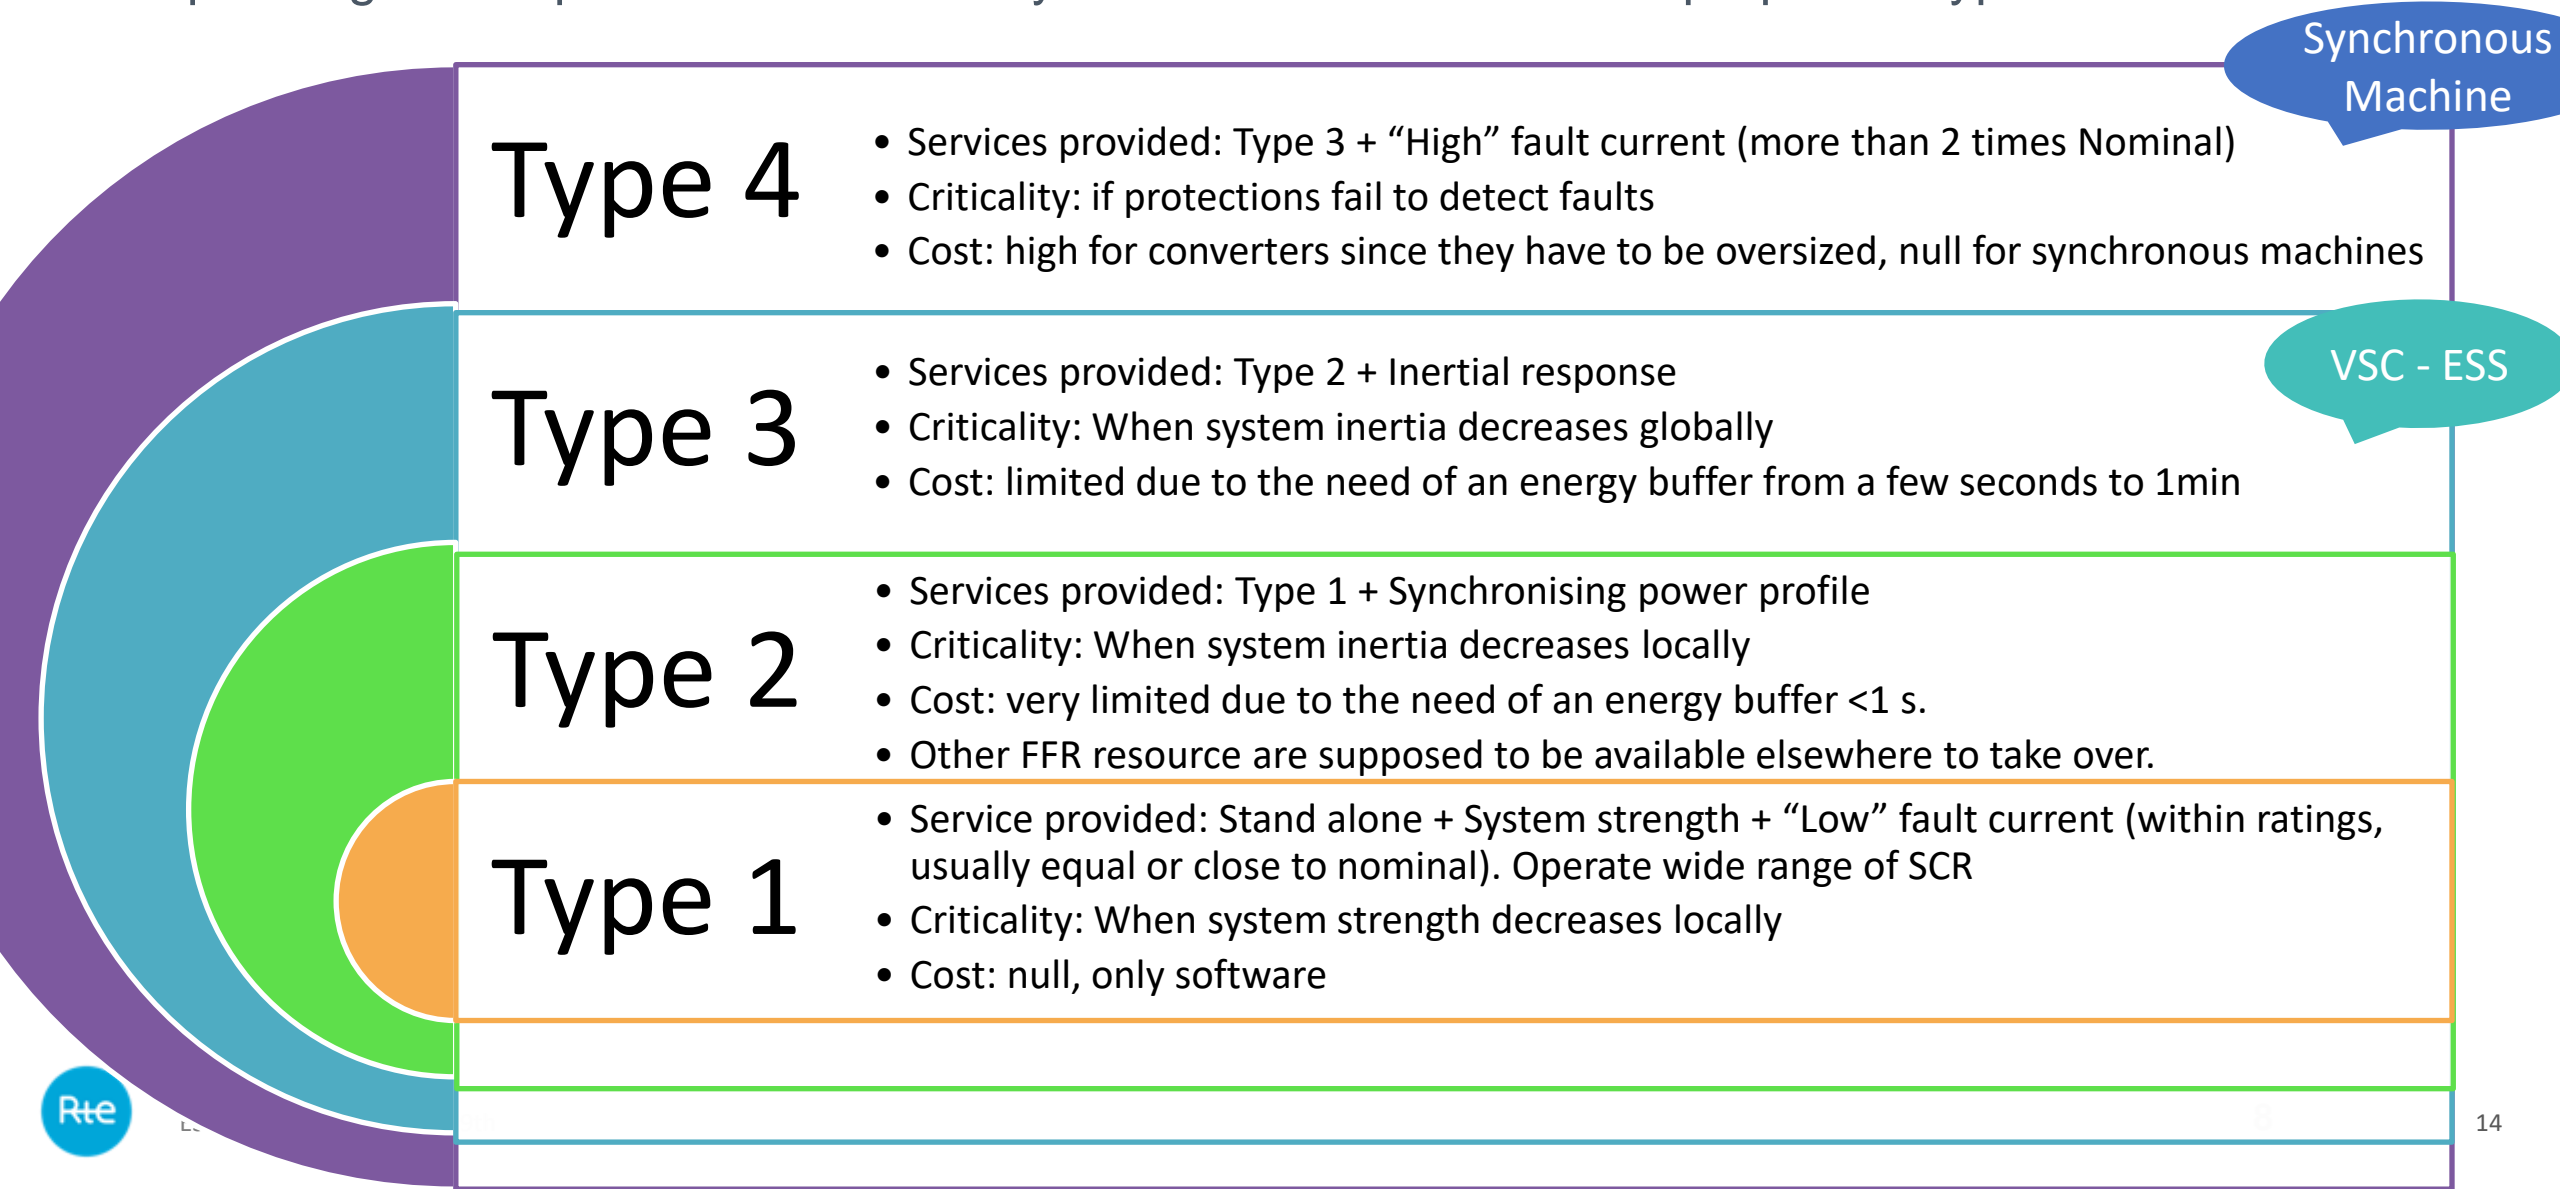 Synchronous
Machine
Type 4
• Services provided: Type 3 + “High” fault current (more than 2 times Nominal)
• Criticality: if protections fail to detect faults
• Cost: high for converters since they have to be oversized, null for synchronous machines
VSC - ESS
Type 3
• Services provided: Type 2 + Inertial response
• Criticality: When system inertia decreases globally
• Cost: limited due to the need of an energy buffer from a few seconds to 1min
Type 2
• Services provided: Type 1 + Synchronising power profile
• Criticality: When system inertia decreases locally
• Cost: very limited due to the need of an energy buffer <1 s.
• Other FFR resource are supposed to be available elsewhere to take over.
Type 1
• Service provided: Stand alone + System strength + “Low” fault current (within ratings,
usually equal or close to nominal). Operate wide range of SCR
• Criticality: When system strength decreases locally
• Cost: null, only software
Rte
14